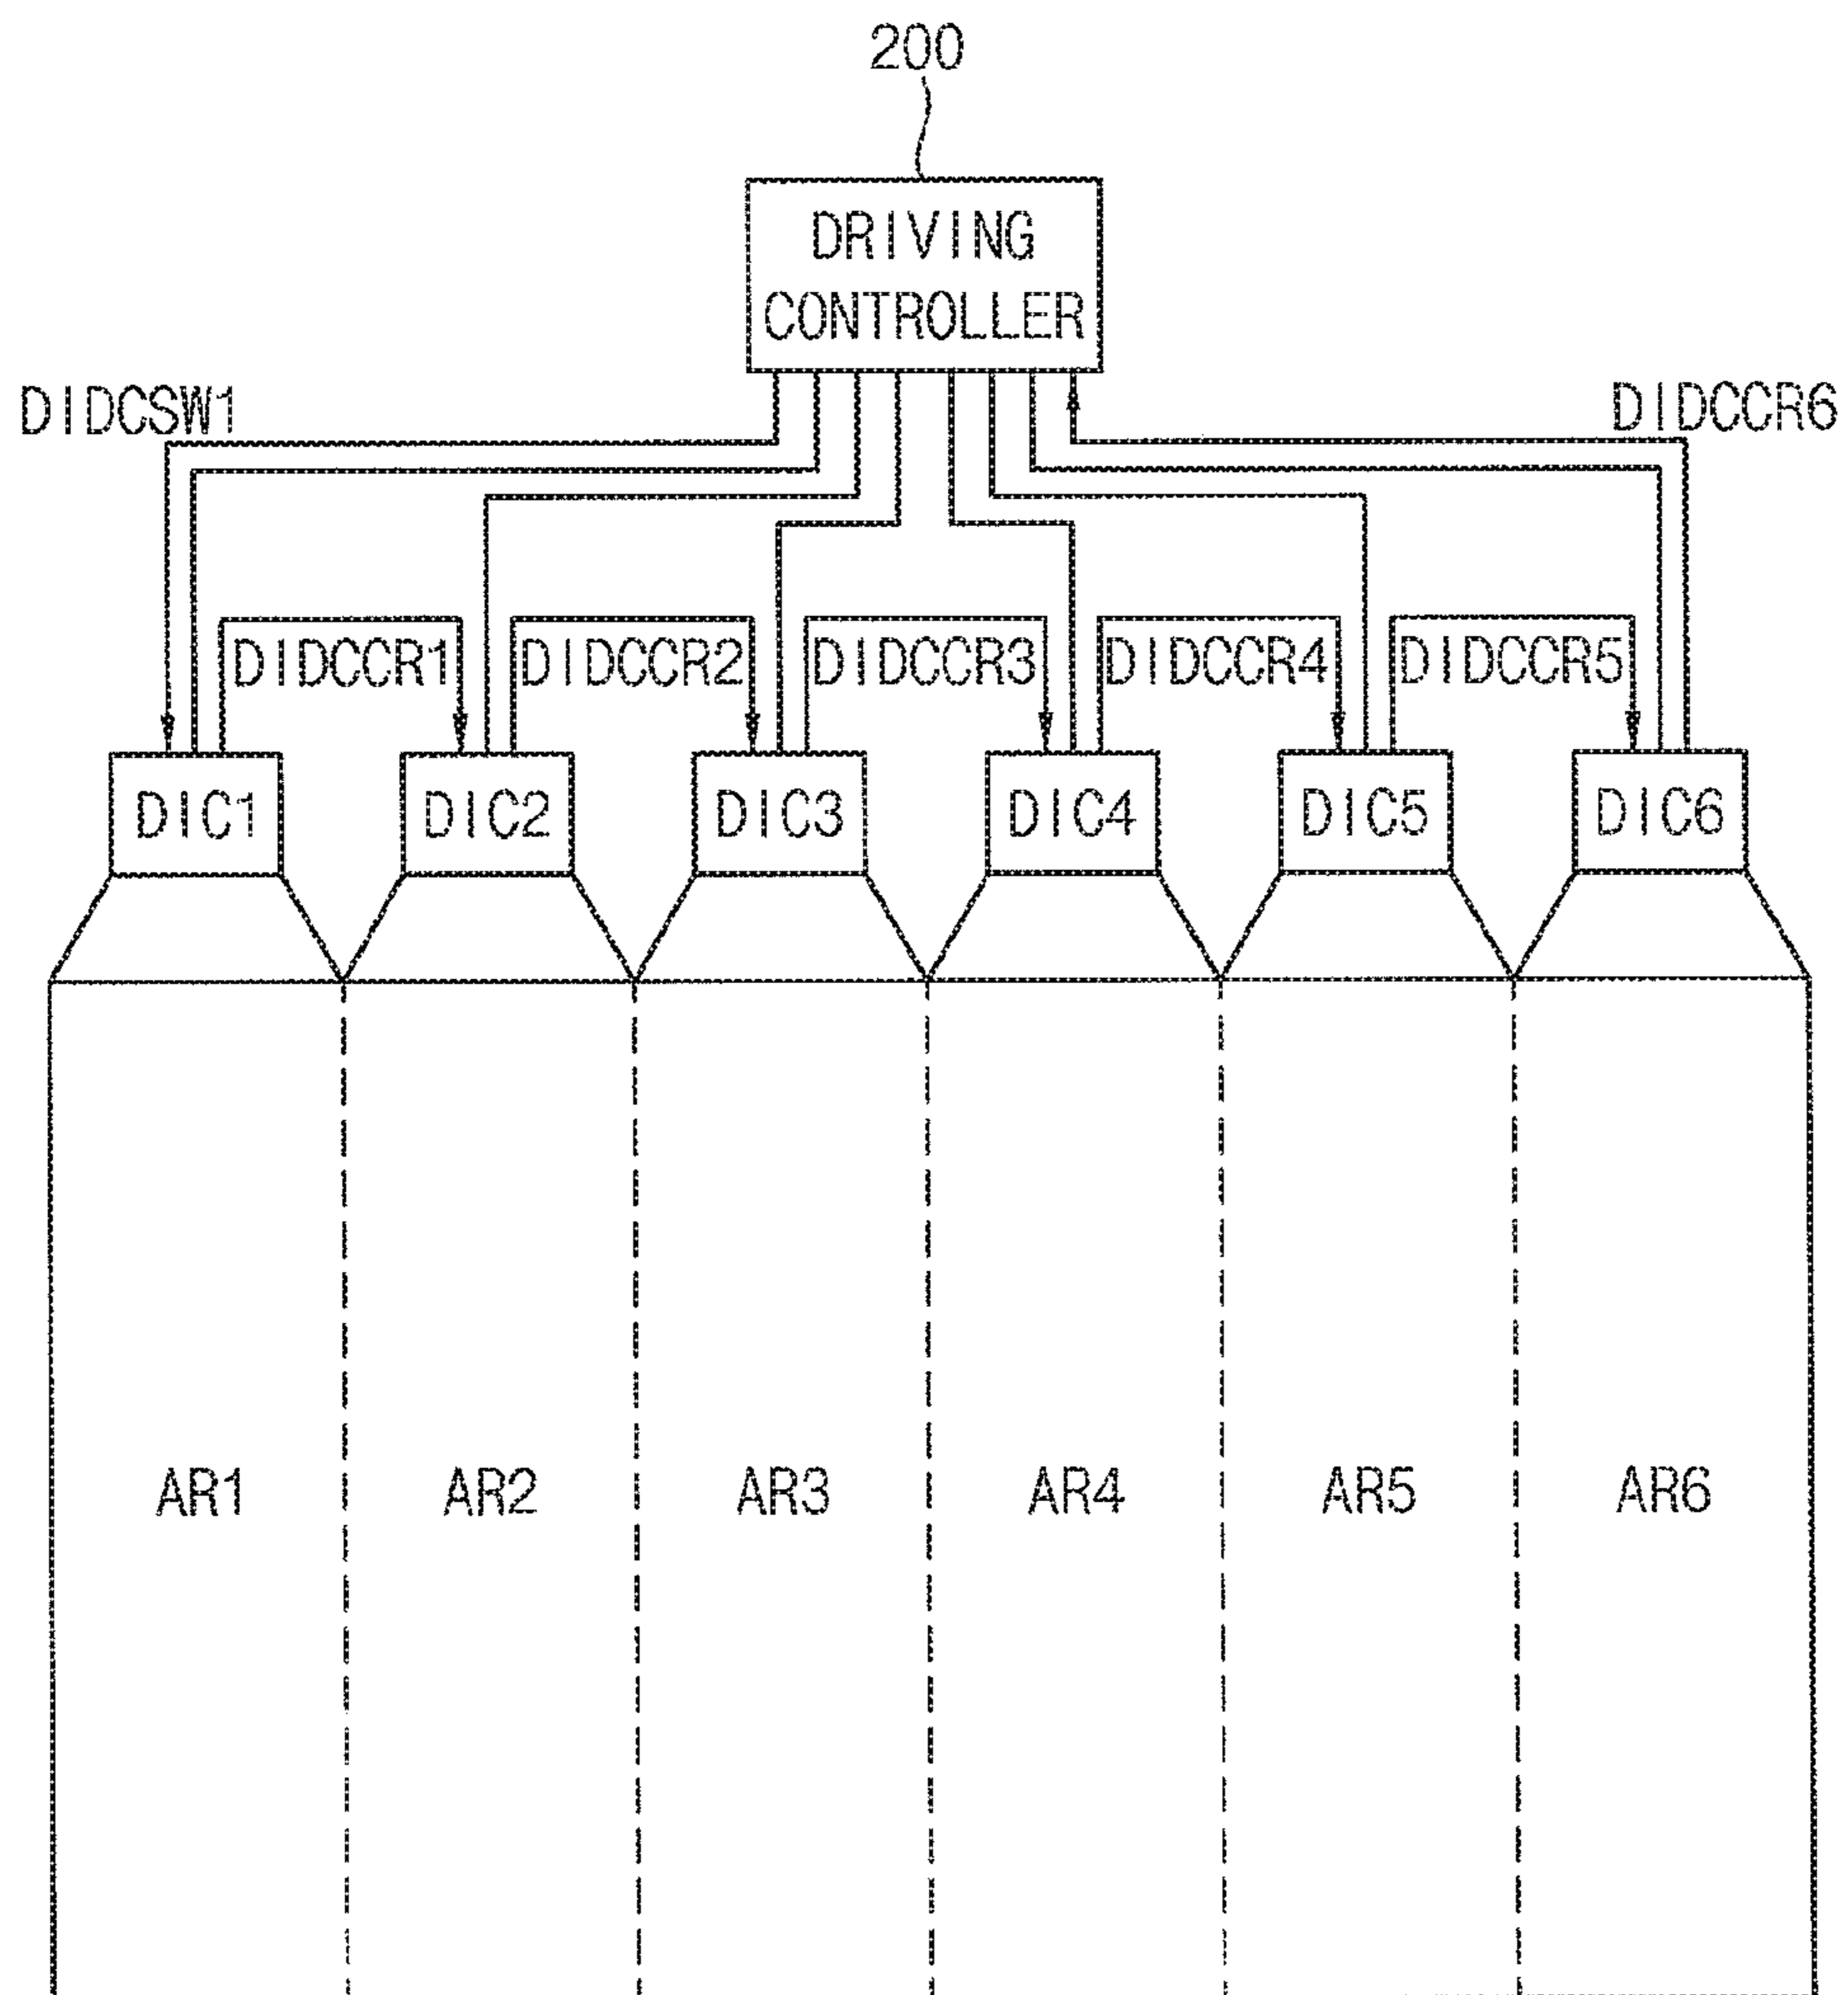 200
DRIVING
CONTROLLER
DIDCSW1
DIDCCR6
DIDCCR1
DIDCCR2
DIDCCR3
DIDCCR4
DIDCCR5
DIC1
DIC2
DIC3
DIC4
DIC5
DIC6
AR1
AR2
AR3
AR4
AR5
AR6